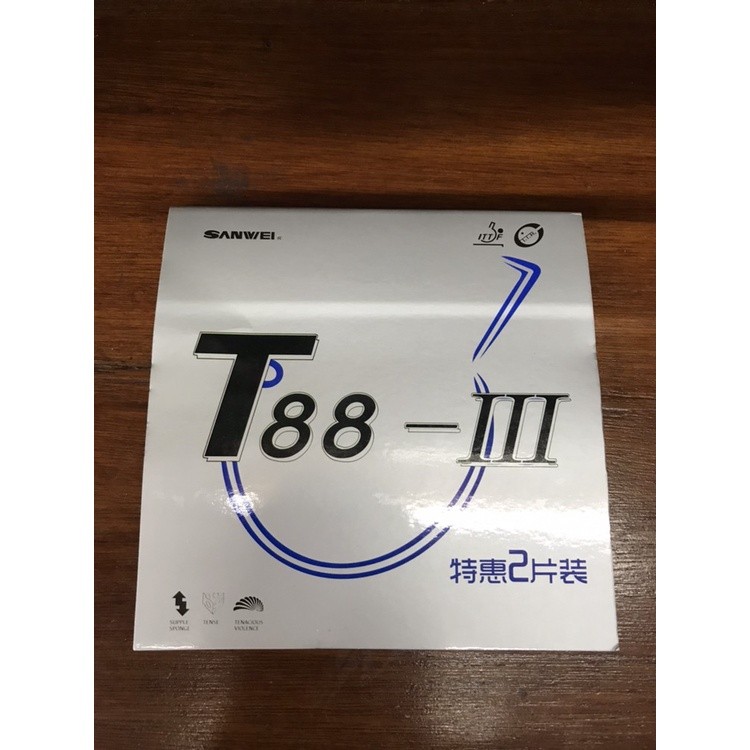 SANWEI
ITTF
T88-III
特惠2片装
SUPPLE SPONGE
TENSE
TENACIOUS VIOLENCE